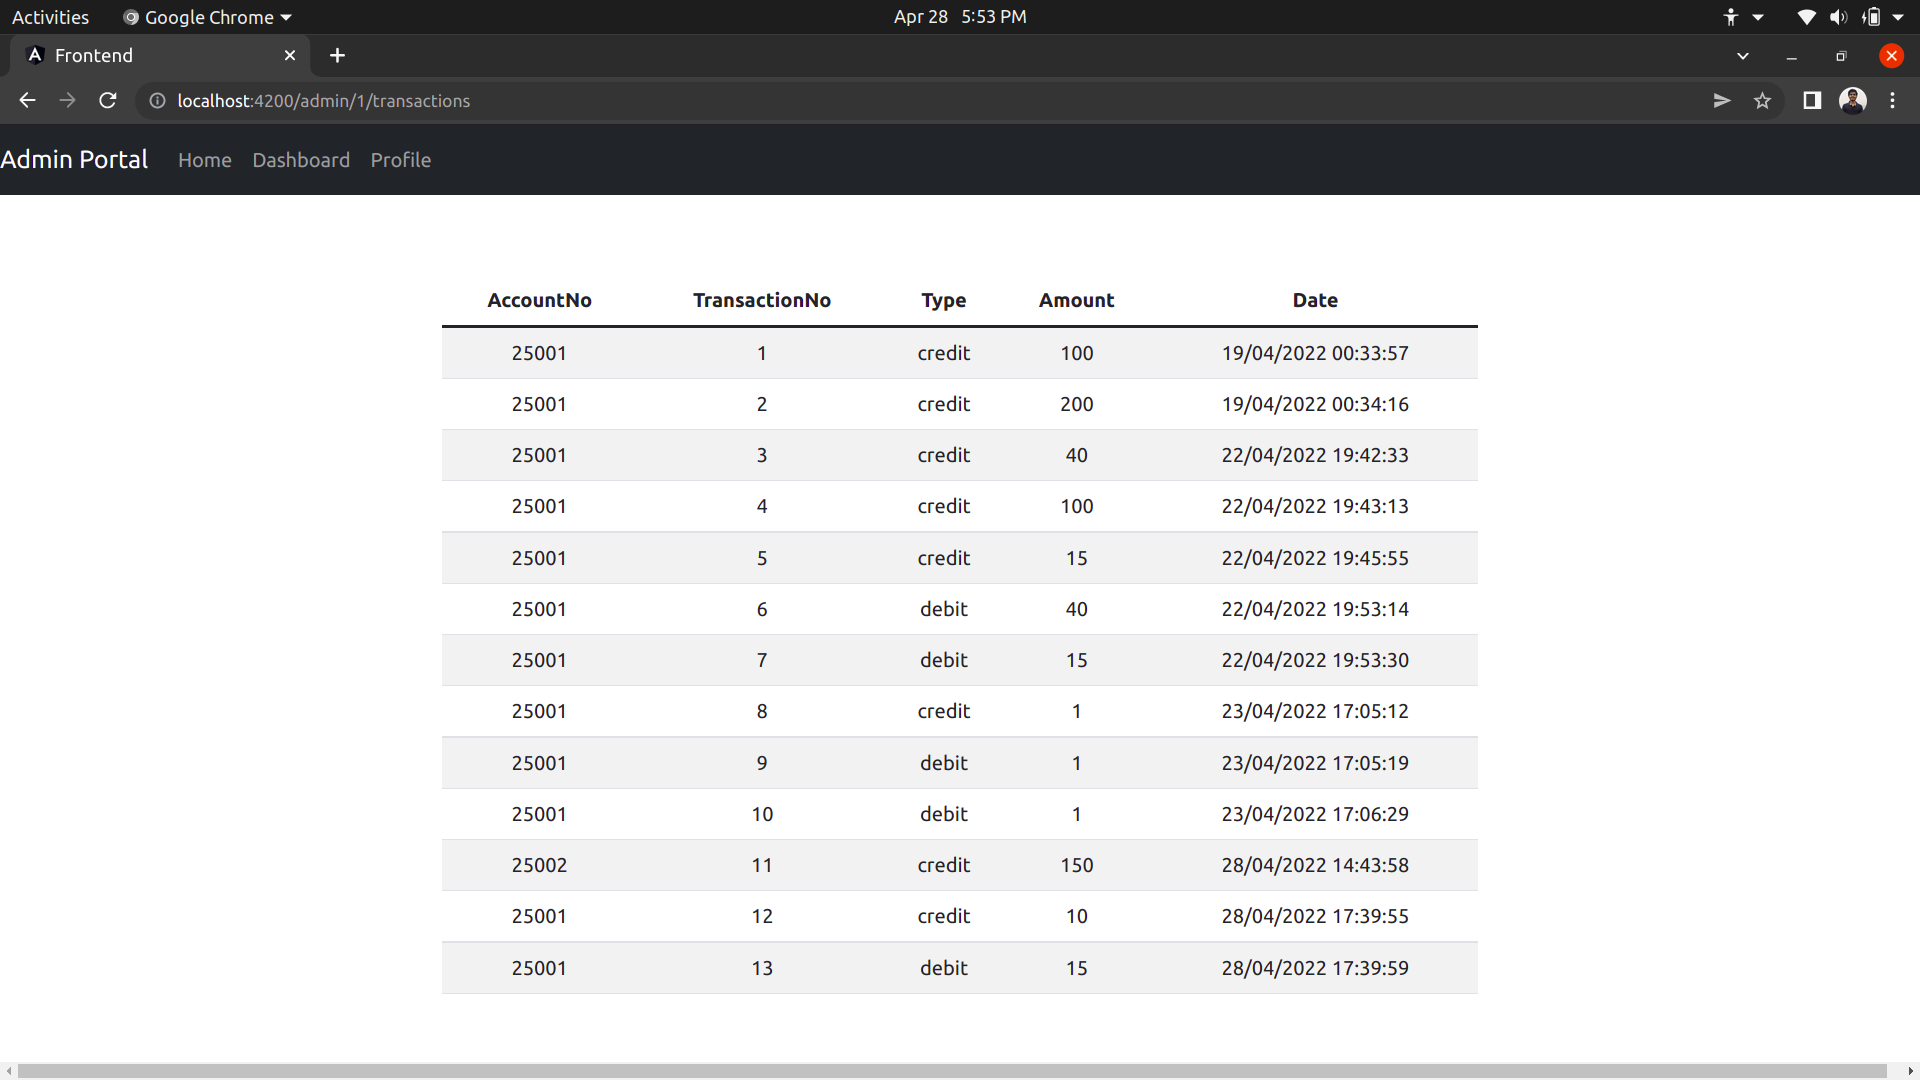 Activities Google Chrome Apr 28 5:53 PM
Frontend
localhost:4200/admin/1/transactions
Admin Portal Home Dashboard Profile
AccountNo TransactionNo Type Amount Date
25001 1 credit 100 19/04/2022 00:33:57
25001 2 credit 200 19/04/2022 00:34:16
25001 3 credit 40 22/04/2022 19:42:33
25001 4 credit 100 22/04/2022 19:43:13
25001 5 credit 15 22/04/2022 19:45:55
25001 6 debit 40 22/04/2022 19:53:14
25001 7 debit 15 22/04/2022 19:53:30
25001 8 credit 1 23/04/2022 17:05:12
25001 9 debit 1 23/04/2022 17:05:19
25001 10 debit 1 23/04/2022 17:06:29
25002 11 credit 150 28/04/2022 14:43:58
25001 12 credit 10 28/04/2022 17:39:55
25001 13 debit 15 28/04/2022 17:39:59